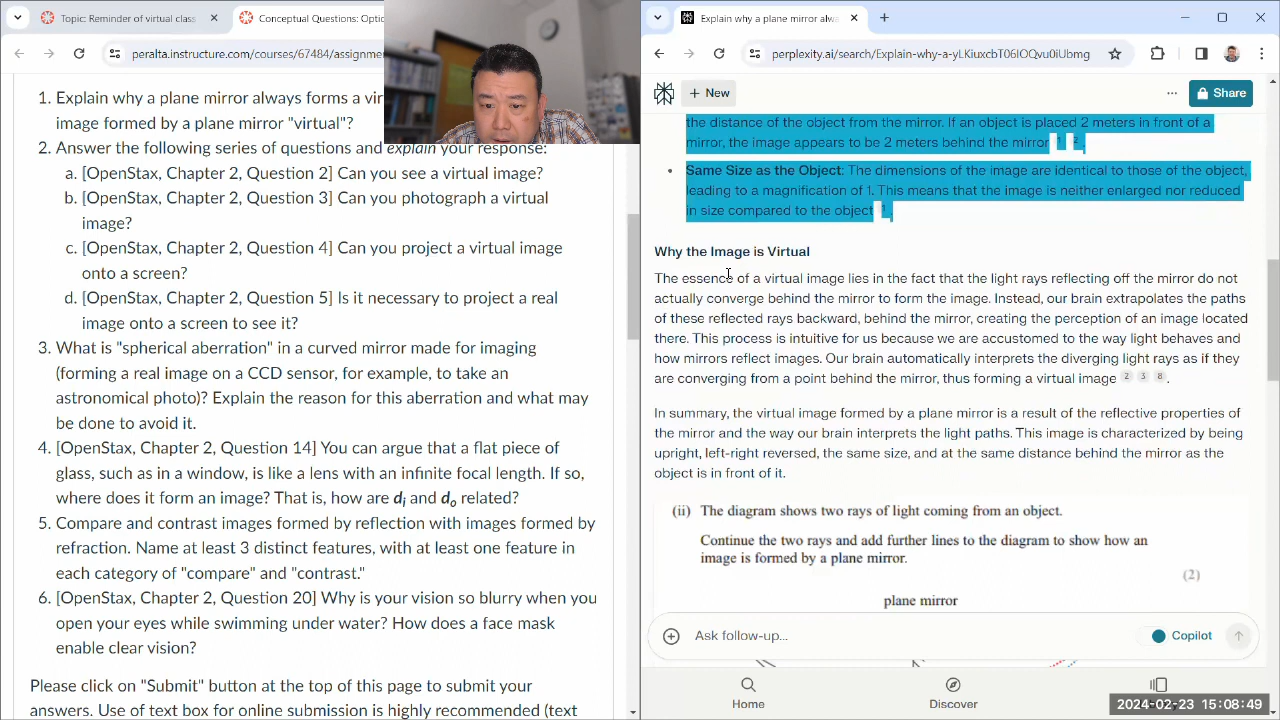 Topic: Reminder of virtual class
Conceptual Questions: Optic
peralta.instructure.com/courses/67484/assignme
1. Explain why a plane mirror always forms a vir
image formed by a plane mirror "virtual"?
2. Answer the following series of questions and explain your response:
a. [OpenStax, Chapter 2, Question 2] Can you see a virtual image?
b. [OpenStax, Chapter 2, Question 3] Can you photograph a virtual
image?
c. [OpenStax, Chapter 2, Question 4] Can you project a virtual image
onto a screen?
d. [OpenStax, Chapter 2, Question 5] Is it necessary to project a real
image onto a screen to see it?
3. What is "spherical aberration" in a curved mirror made for imaging
(forming a real image on a CCD sensor, for example, to take an
astronomical photo)? Explain the reason for this aberration and what may
be done to avoid it.
4. [OpenStax, Chapter 2, Question 14] You can argue that a flat piece of
glass, such as in a window, is like a lens with an infinite focal length. If so,
where does it form an image? That is, how are di and do related?
5. Compare and contrast images formed by reflection with images formed by
refraction. Name at least 3 distinct features, with at least one feature in
each category of "compare" and "contrast."
6. [OpenStax, Chapter 2, Question 20] Why is your vision so blurry when you
open your eyes while swimming under water? How does a face mask
enable clear vision?
Please click on "Submit" button at the top of this page to submit your
answers. Use of text box for online submission is highly recommended (text
Explain why a plane mirror alwa
perplexity.ai/search/Explain-why-a-yLKiuxcbT06IOQvu0iUbmg
+ New
Share
the distance of the object from the mirror. If an object is placed 2 meters in front of a
mirror, the image appears to be 2 meters behind the mirror 1 2 .
• Same Size as the Object: The dimensions of the image are identical to those of the object,
leading to a magnification of 1. This means that the image is neither enlarged nor reduced
in size compared to the object 1 .
Why the Image is Virtual
The essence of a virtual image lies in the fact that the light rays reflecting off the mirror do not
actually converge behind the mirror to form the image. Instead, our brain extrapolates the paths
of these reflected rays backward, behind the mirror, creating the perception of an image located
there. This process is intuitive for us because we are accustomed to the way light behaves and
how mirrors reflect images. Our brain automatically interprets the diverging light rays as if they
are converging from a point behind the mirror, thus forming a virtual image 2 3 8 .
In summary, the virtual image formed by a plane mirror is a result of the reflective properties of
the mirror and the way our brain interprets the light paths. This image is characterized by being
upright, left-right reversed, the same size, and at the same distance behind the mirror as the
object is in front of it.
(ii) The diagram shows two rays of light coming from an object.
Continue the two rays and add further lines to the diagram to show how an
image is formed by a plane mirror.
(2)
plane mirror
Ask follow-up...
Copilot
Home
Discover
2024-02-23 15:08:49